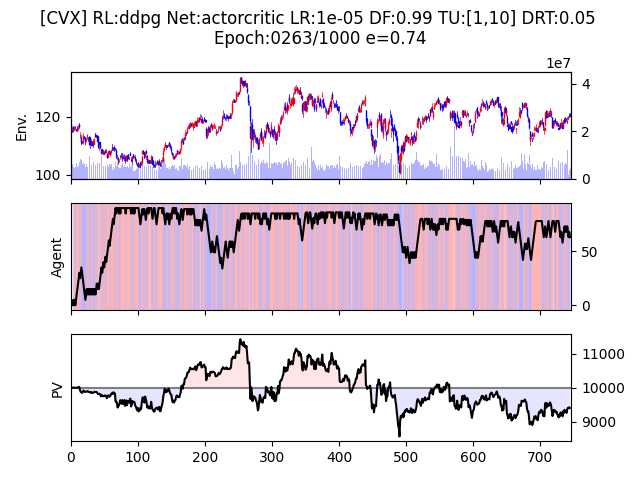 [CVX] RL:ddpg Net:actorcritic LR:1e-05 DF:0.99 TU:[1,10] DRT:0.05
Epoch:0263/1000 e=0.74
1e7
Env.
120
100
4
2
0
Agent
50
0
PV
11000
10000
9000
0 100 200 300 400 500 600 700